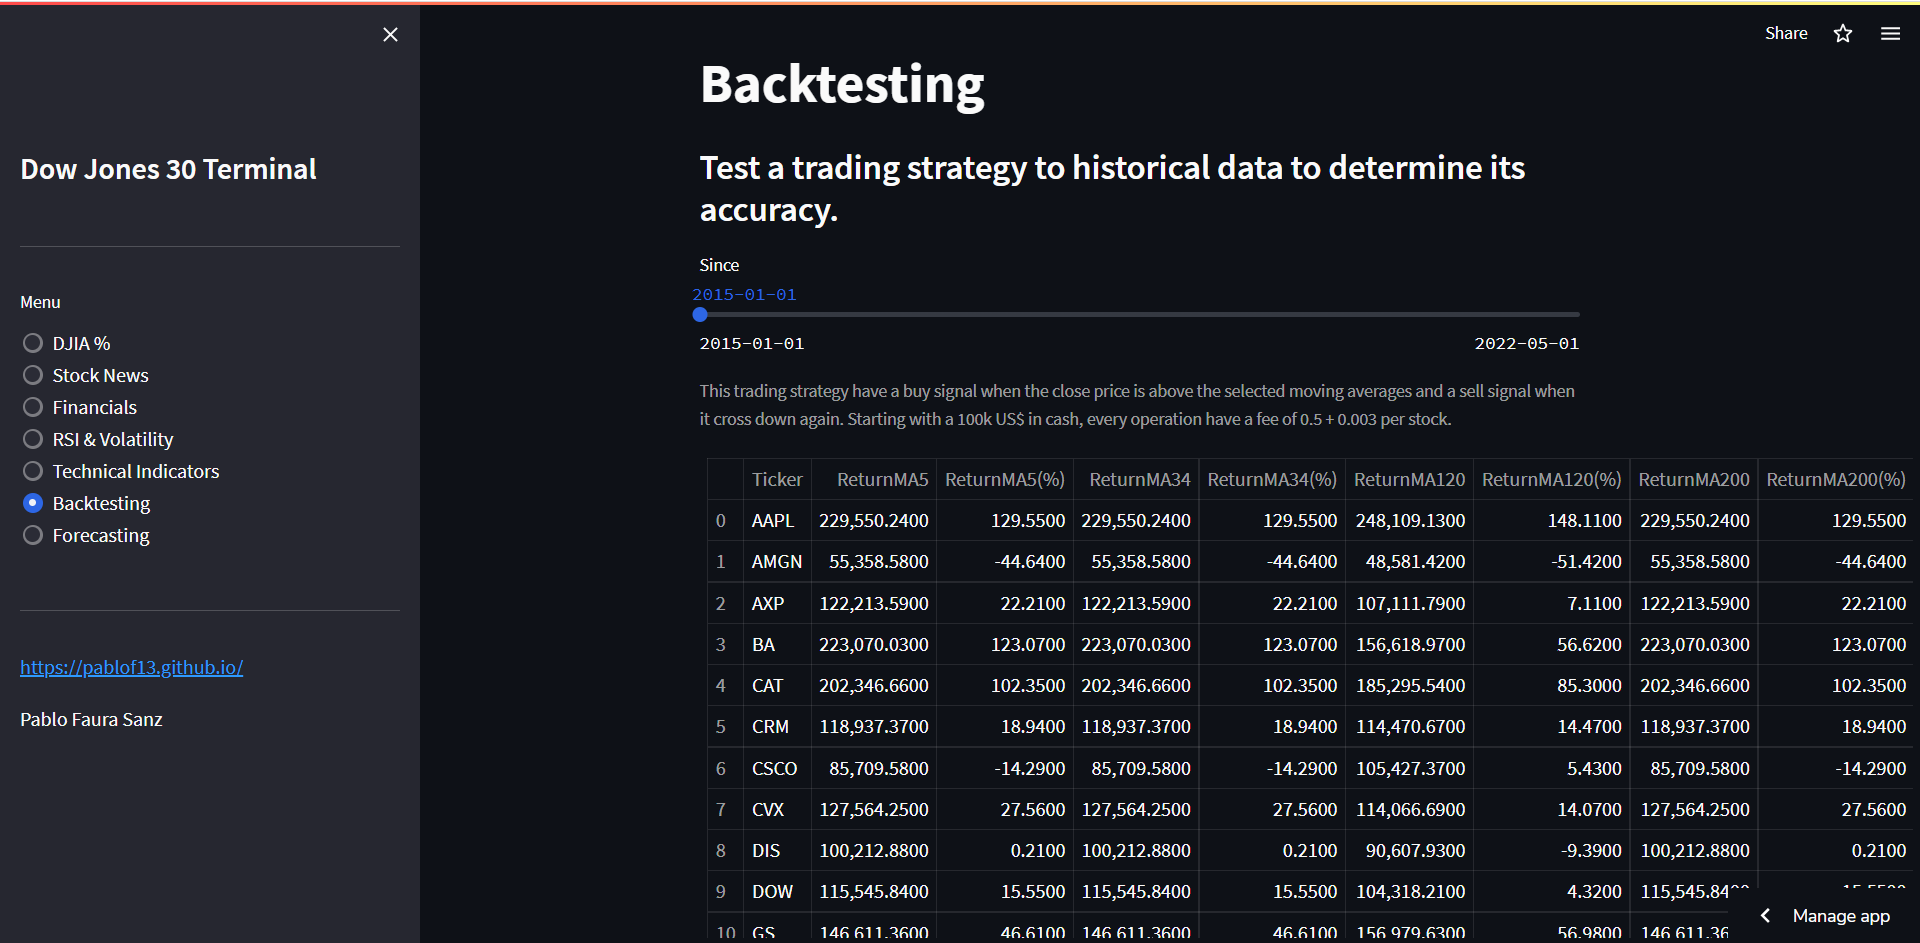 Share
Backtesting
Dow Jones 30 Terminal
Test a trading strategy to historical data to determine its
accuracy.
Since
2015-01-01
2015-01-01 2022-05-01
Menu
DJIA %
Stock News
Financials
RSI & Volatility
Technical Indicators
Backtesting
Forecasting
https://pablof13.github.io/
Pablo Faura Sanz
This trading strategy have a buy signal when the close price is above the selected moving averages and a sell signal when
it cross down again. Starting with a 100k US$ in cash, every operation have a fee of 0.5 + 0.003 per stock.
Ticker ReturnMA5 ReturnMA5(%) ReturnMA34 ReturnMA34(%) ReturnMA120 ReturnMA120(%) ReturnMA200 ReturnMA200(%)
0 AAPL 229,550.2400 129.5500 229,550.2400 129.5500 248,109.1300 148.1100 229,550.2400 129.5500
1 AMGN 55,358.5800 -44.6400 55,358.5800 -44.6400 48,581.4200 -51.4200 55,358.5800 -44.6400
2 AXP 122,213.5900 22.2100 122,213.5900 22.2100 107,111.7900 7.1100 122,213.5900 22.2100
3 BA 223,070.0300 123.0700 223,070.0300 123.0700 156,618.9700 56.6200 223,070.0300 123.0700
4 CAT 202,346.6600 102.3500 202,346.6600 102.3500 185,295.5400 85.3000 202,346.6600 102.3500
5 CRM 118,937.3700 18.9400 118,937.3700 18.9400 114,470.6700 14.4700 118,937.3700 18.9400
6 CSCO 85,709.5800 -14.2900 85,709.5800 -14.2900 105,427.3700 5.4300 85,709.5800 -14.2900
7 CVX 127,564.2500 27.5600 127,564.2500 27.5600 114,066.6900 14.0700 127,564.2500 27.5600
8 DIS 100,212.8800 0.2100 100,212.8800 0.2100 90,607.9300 -9.3900 100,212.8800 0.2100
9 DOW 115,545.8400 15.5500 115,545.8400 15.5500 104,318.2100 4.3200 115,545.8400
10 GS 146,611.3600 46.6100 146,611.3600 46.6100 156,979.6300 56.9800
Manage app